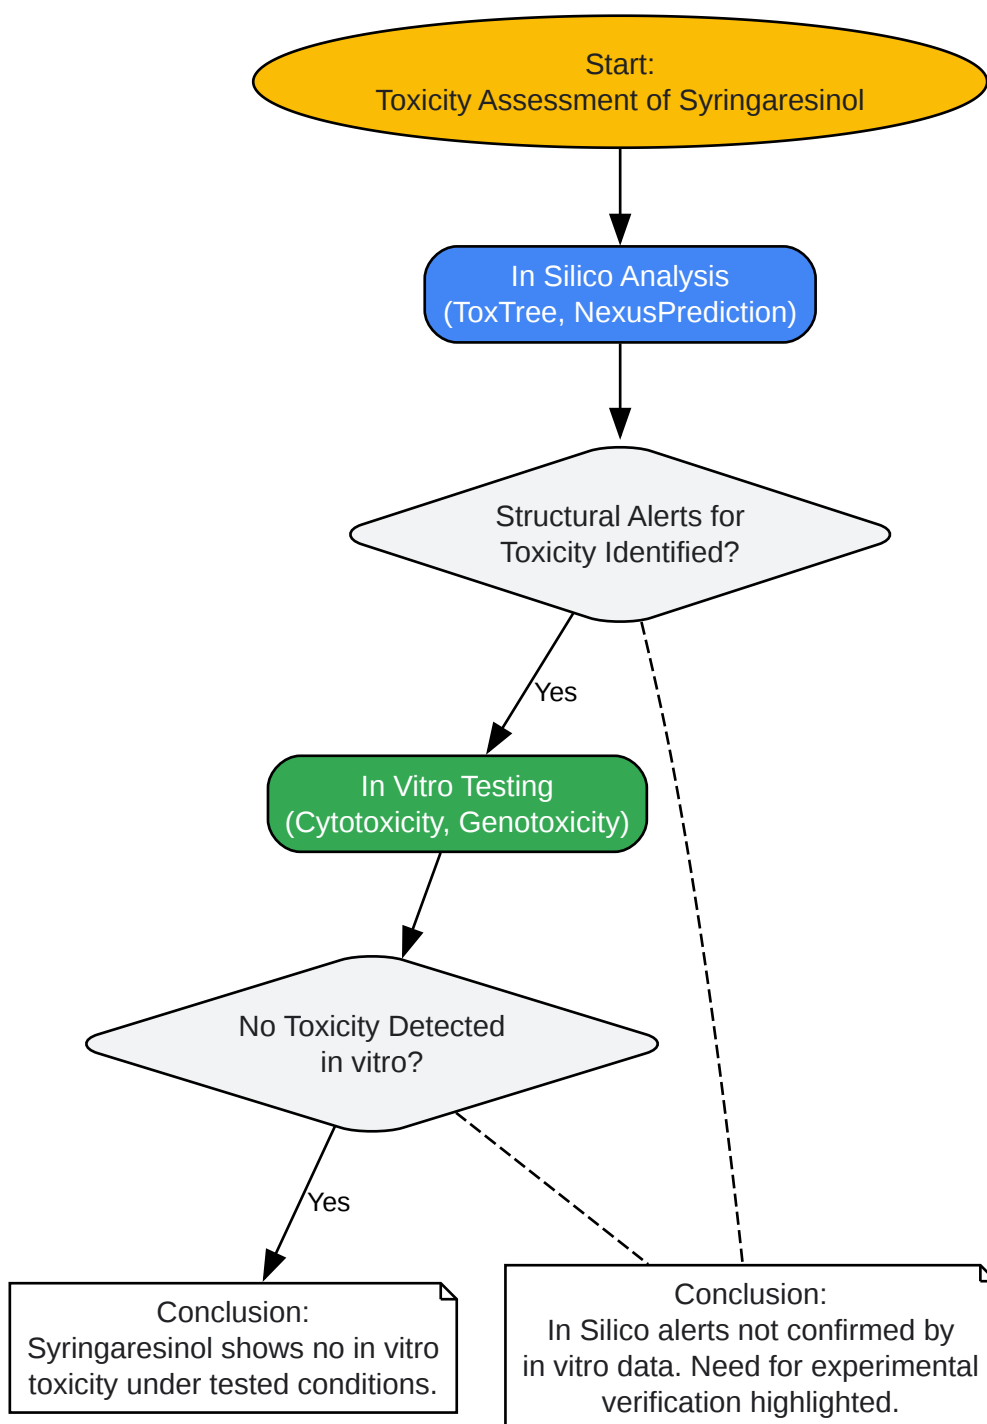 Start:
Toxicity Assessment of Syringaresinol
In Silico Analysis
(ToxTree, NexusPrediction)
Structural Alerts for
Toxicity Identified?
Yes
In Vitro Testing
(Cytotoxicity, Genotoxicity)
No Toxicity Detected
in vitro?
Yes
Conclusion:
Syringaresinol shows no in vitro
toxicity under tested conditions.
Conclusion:
In Silico alerts not confirmed by
in vitro data. Need for experimental
verification highlighted.